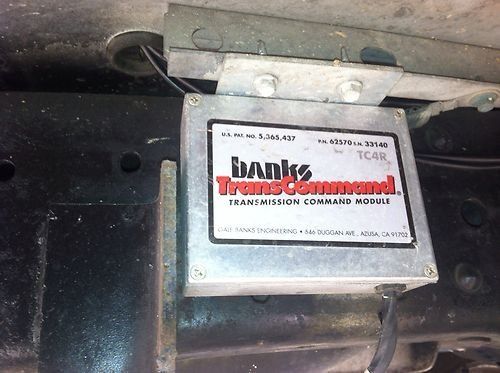 U.S. PAT. NO. 5,365,437 P.N. 62570 S.N. 33140
TC4R
banks
TransCommand®
TRANSMISSION COMMAND MODULE
GALE BANKS ENGINEERING • 546 DUGGAN AVE., AZUSA, CA 91702